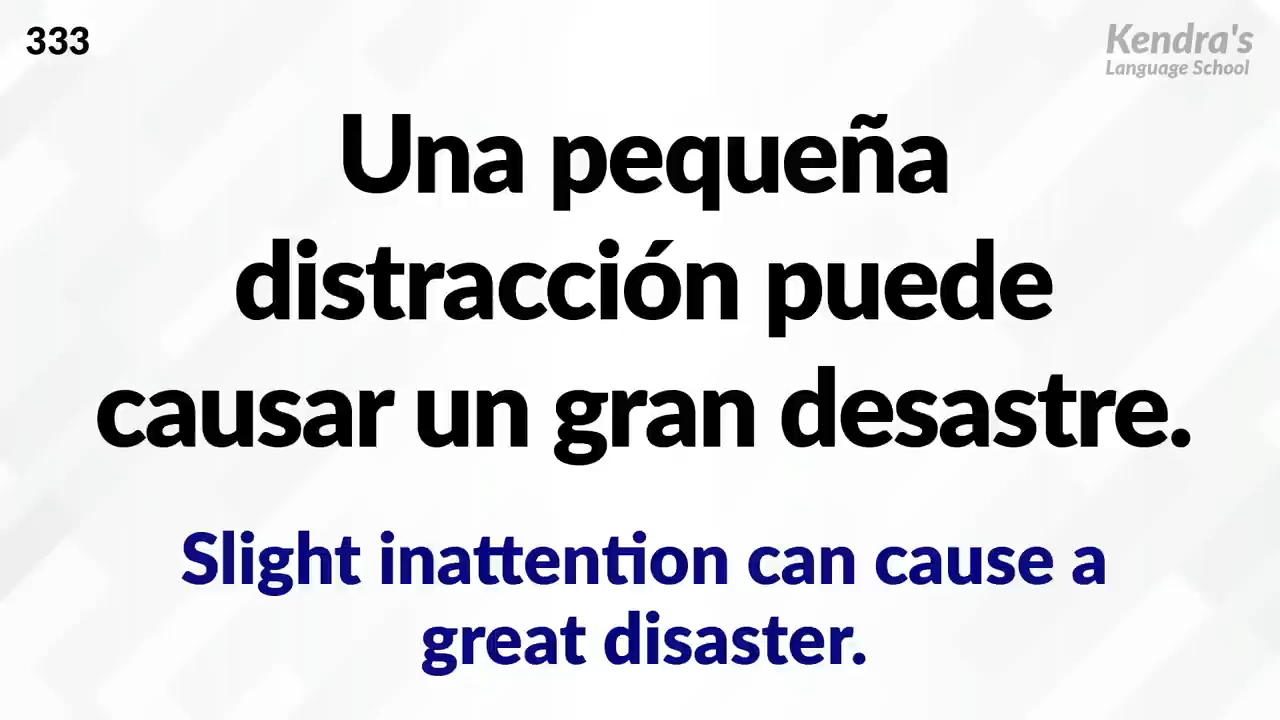 333
Kendra's
Language School
Una pequeña
distracción puede
causar un gran desastre.
Slight inattention can cause a
great disaster.